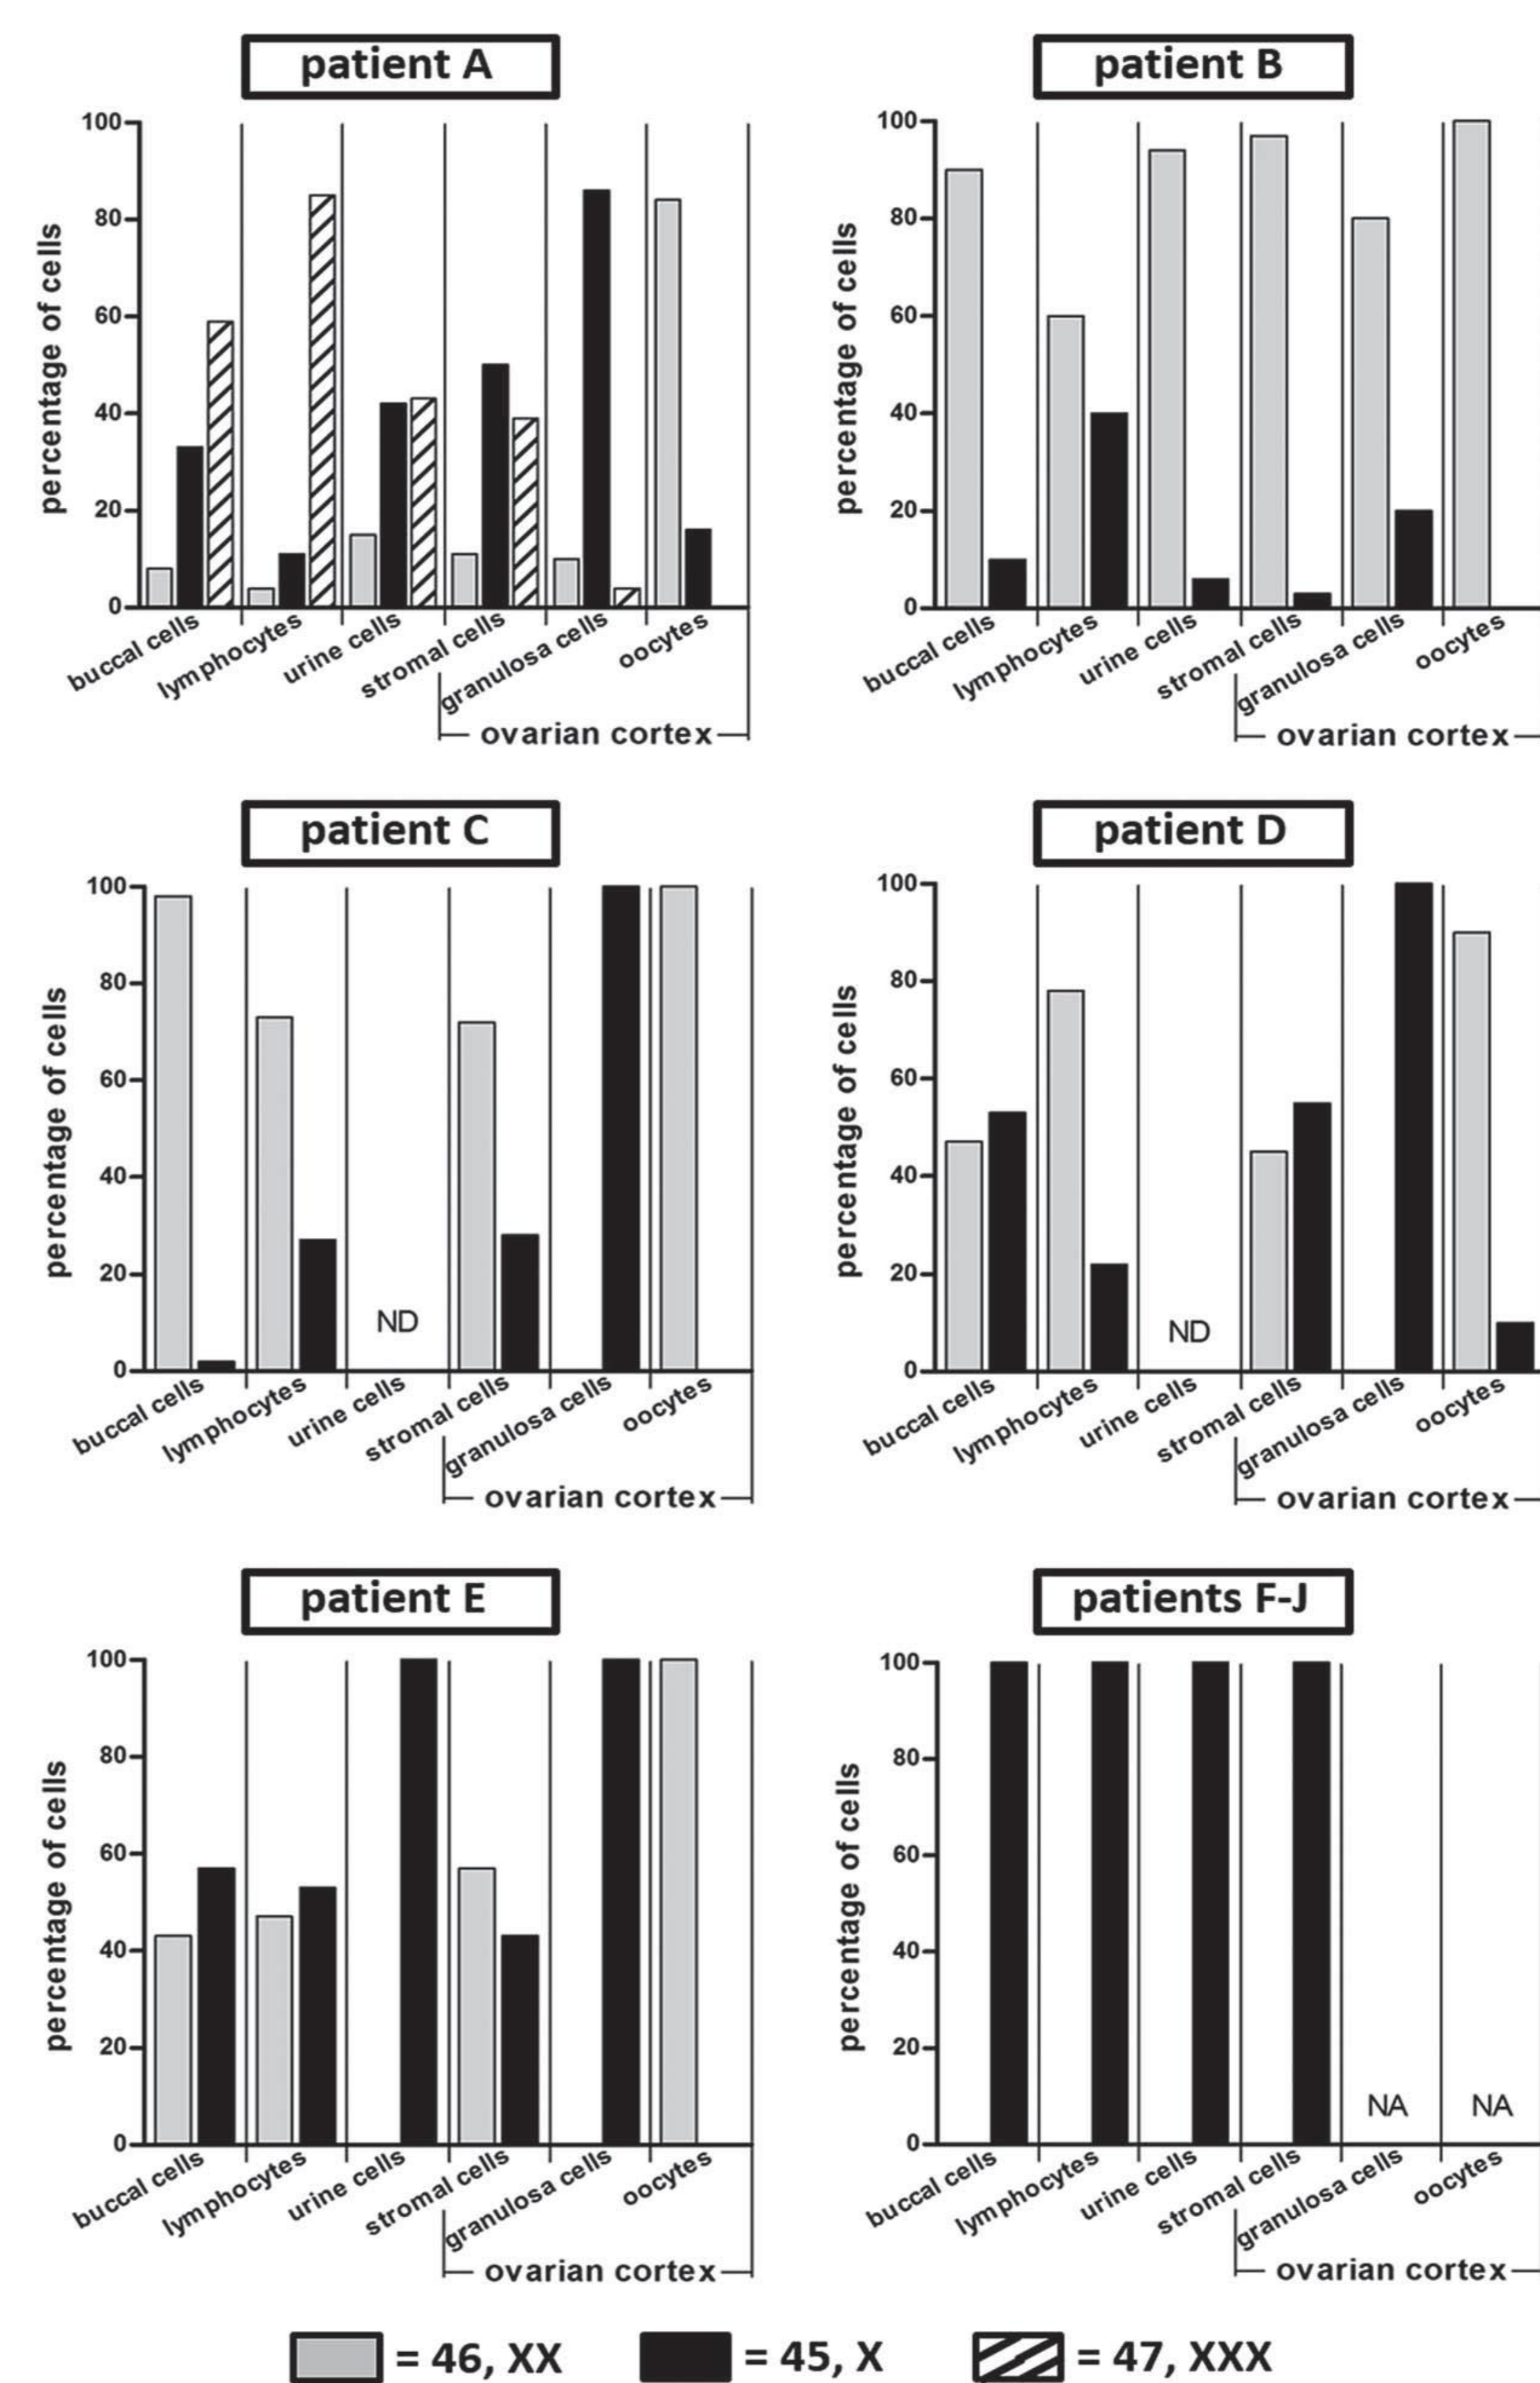 patient A
100
80
60
40
20
0
percentage of cells
buccal cells
lymphocytes
urine cells
stromal cells
granulosa cells
oocytes
ovarian cortex
patient B
100
80
60
40
20
0
percentage of cells
buccal cells
lymphocytes
urine cells
stromal cells
granulosa cells
oocytes
ovarian cortex
patient C
100
80
60
40
20
0
percentage of cells
ND
buccal cells
lymphocytes
urine cells
stromal cells
granulosa cells
oocytes
ovarian cortex
patient D
100
80
60
40
20
0
percentage of cells
ND
buccal cells
lymphocytes
urine cells
stromal cells
granulosa cells
oocytes
ovarian cortex
patient E
100
80
60
40
20
0
percentage of cells
buccal cells
lymphocytes
urine cells
stromal cells
granulosa cells
oocytes
ovarian cortex
patients F-J
100
80
60
40
20
0
percentage of cells
NA
NA
buccal cells
lymphocytes
urine cells
stromal cells
granulosa cells
oocytes
ovarian cortex
= 46, XX = 45, X = 47, XXX